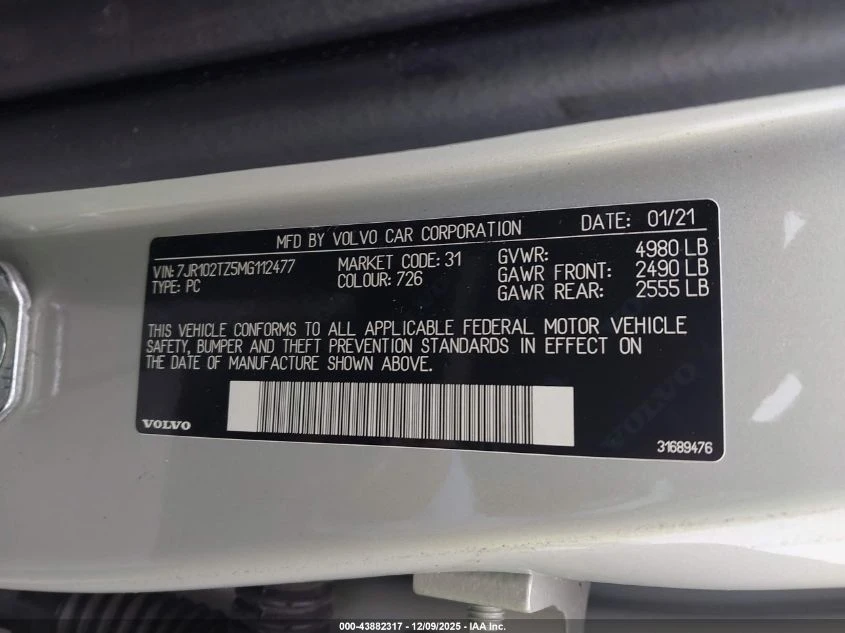 MFD BY VOLVO CAR CORPORATION DATE: 01/21
VIN: 7JR102TZ5MG112477 MARKET CODE: 31 GVWR: 4980 LB
TYPE: PC COLOUR: 726 GAWR FRONT: 2490 LB
GAWR REAR: 2555 LB
THIS VEHICLE CONFORMS TO ALL APPLICABLE FEDERAL MOTOR VEHICLE
SAFETY, BUMPER AND THEFT PREVENTION STANDARDS IN EFFECT ON
THE DATE OF MANUFACTURE SHOWN ABOVE.
VOLVO
VOLVO
31689476
000-43882317 - 12/09/2025 - IAA Inc.